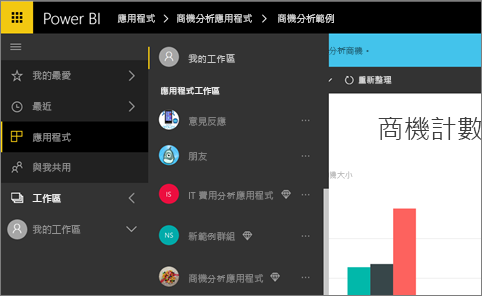 Power BI 應用程式 > 商機分析應用程式 > 商機分析範例
我的最愛
最近
應用程式
與我共用
工作區
我的工作區
我的工作區
應用程式工作區
意見反應
朋友
IS IT 費用分析應用程式
NS 新範例群組
商機分析應用程式
分析商機
重新整理
商機計數
機大小